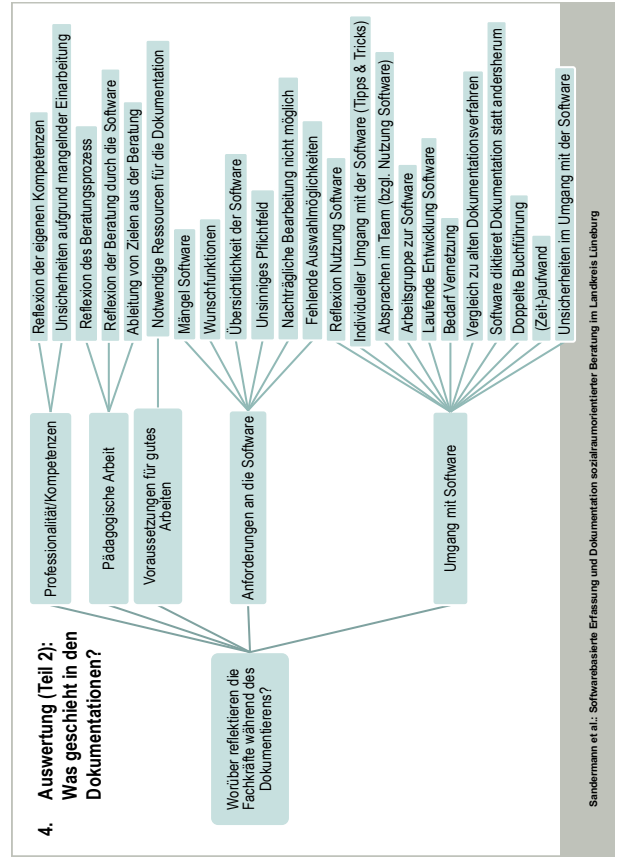 4. Auswertung (Teil 2):
Was geschieht in den
Dokumentationen?
Worüber reflektieren die
Fachkräfte während des
Dokumentierens?
Professionalität/Kompetenzen
Reflexion der eigenen Kompetenzen
Unsicherheiten aufgrund mangelnder Einarbeitung
Pädagogische Arbeit
Reflexion des Beratungsprozess
Reflexion der Beratung durch die Software
Ableitung von Zielen aus der Beratung
Voraussetzungen für gutes
Arbeiten
Notwendige Ressourcen für die Dokumentation
Anforderungen an die Software
Mängel Software
Wunschfunktionen
Übersichtlichkeit der Software
Unsinniges Pflichtfeld
Nachträgliche Bearbeitung nicht möglich
Fehlende Auswahlmöglichkeiten
Umgang mit Software
Reflexion Nutzung Software
Individueller Umgang mit der Software (Tipps & Tricks)
Absprachen im Team (bzgl. Nutzung Software)
Arbeitsgruppe zur Software
Laufende Entwicklung Software
Bedarf Vernetzung
Vergleich zu alten Dokumentationsverfahren
Software diktieret Dokumentation statt andersherum
Doppelte Buchführung
(Zeit-)aufwand
Unsicherheiten im Umgang mit der Software
Sandermann et al.: Softwarebasierte Erfassung und Dokumentation sozialraumorientierter Beratung im Landkreis Lüneburg